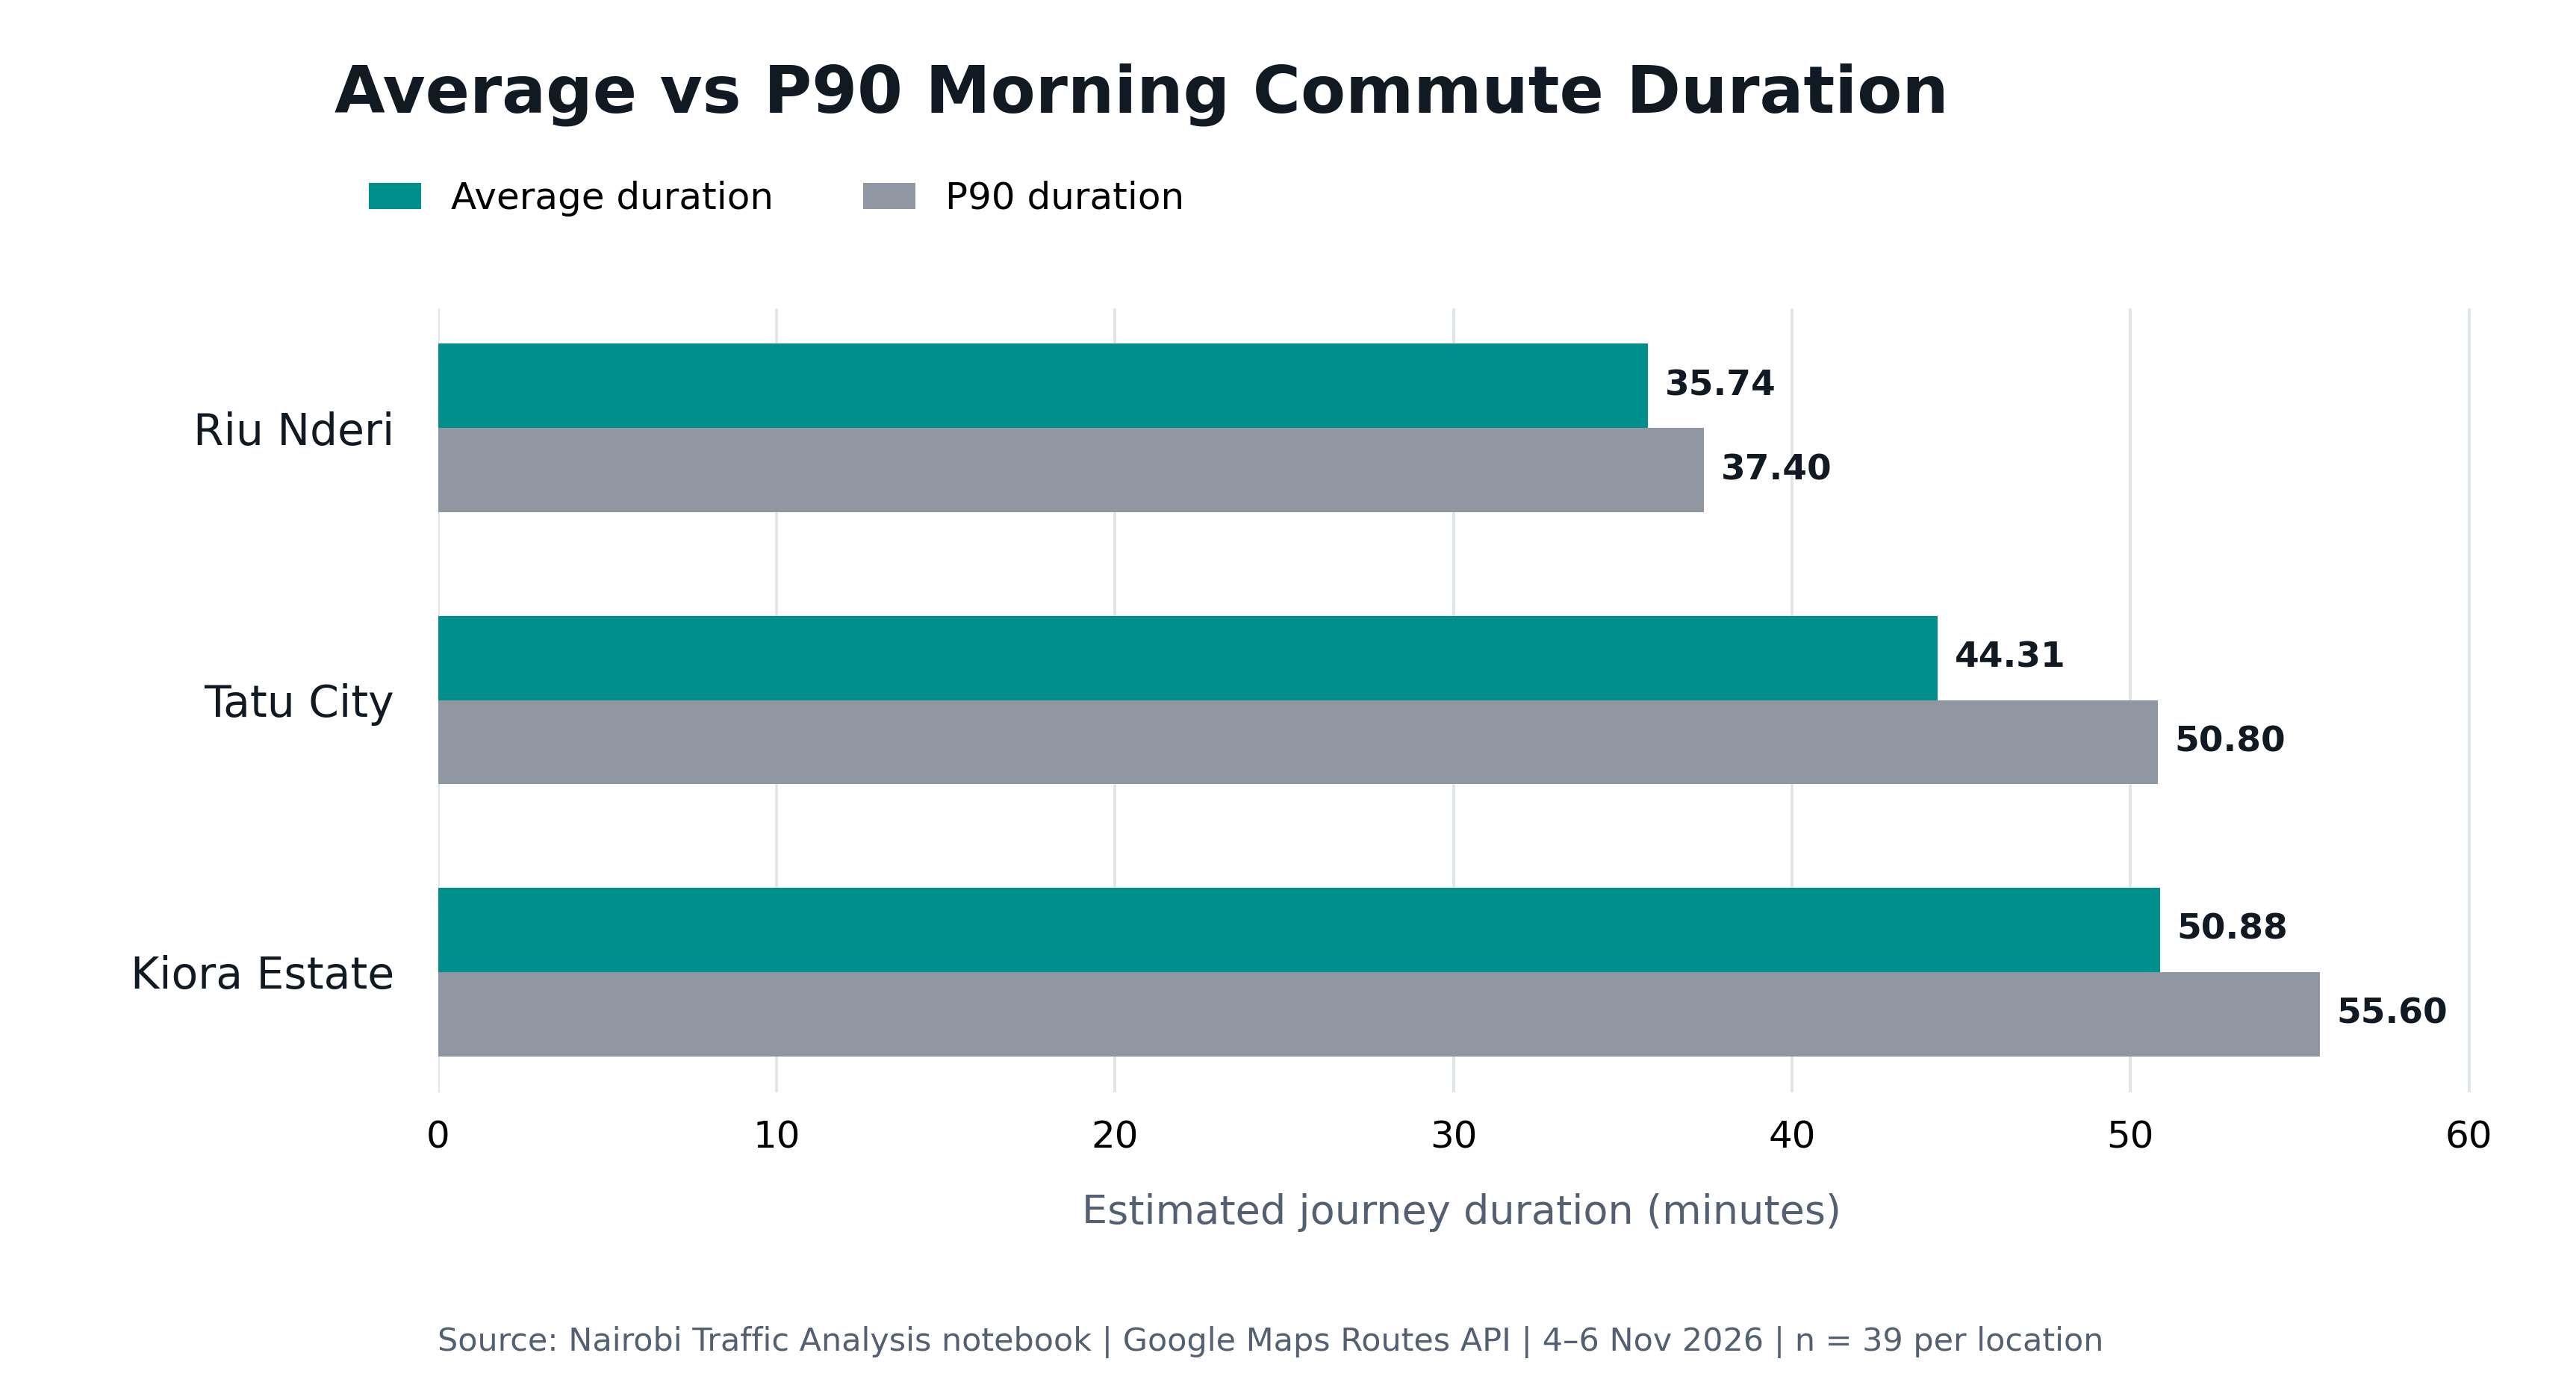 Average vs P90 Morning Commute Duration
Average duration
P90 duration
Riu Nderi
35.74
37.40
Tatu City
44.31
50.80
Kiora Estate
50.88
55.60
0 10 20 30 40 50 60
Estimated journey duration (minutes)
Source: Nairobi Traffic Analysis notebook | Google Maps Routes API | 4–6 Nov 2026 | n = 39 per location